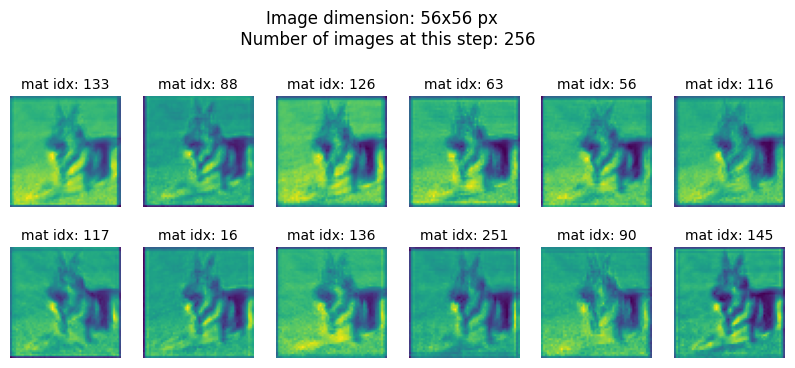 Image dimension: 56x56 px
Number of images at this step: 256
mat idx: 133
mat idx: 88
mat idx: 126
mat idx: 63
mat idx: 56
mat idx: 116
mat idx: 117
mat idx: 16
mat idx: 136
mat idx: 251
mat idx: 90
mat idx: 145